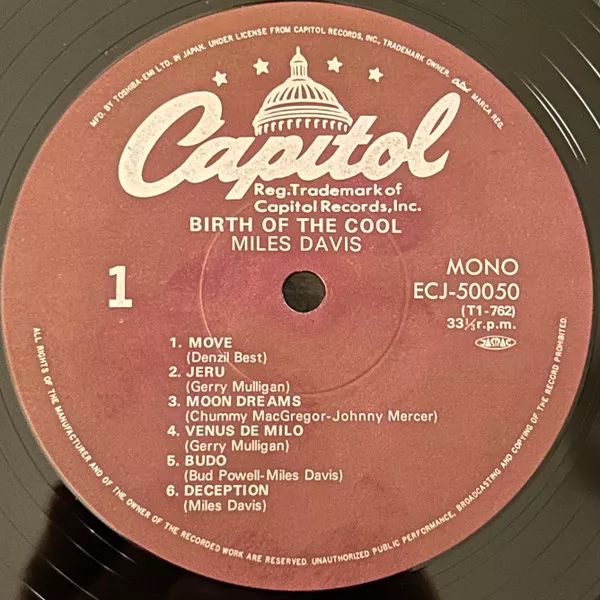 MFD. BY TOSHIBA-EMI LTD. IN JAPAN. UNDER LICENSE FROM CAPITOL RECORDS, INC., TRADEMARK OWNER. MARCA REG.
Capitol
Reg.Trademark of
Capitol Records,Inc.
BIRTH OF THE COOL
MILES DAVIS
1
MONO
ECJ-50050
(T1-762)
33⅓r.p.m.
JASRAC
1. MOVE
(Denzil Best)
2. JERU
(Gerry Mulligan)
3. MOON DREAMS
(Chummy MacGregor-Johnny Mercer)
4. VENUS DE MILO
(Gerry Mulligan)
5. BUDO
(Bud Powell-Miles Davis)
6. DECEPTION
(Miles Davis)
ALL RIGHTS OF THE MANUFACTURER AND OF THE OWNER OF THE RECORDED WORK ARE RESERVED. UNAUTHORIZED PUBLIC PERFORMANCE, BROADCASTING AND COPYING OF THE RECORD PROHIBITED.